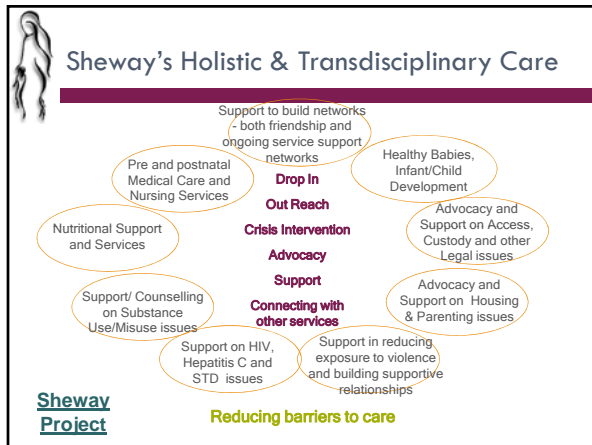 Sheway's Holistic & Transdisciplinary Care
Support to build networks
- both friendship and
ongoing service support
networks
Healthy Babies,
Infant/Child
Development
Pre and postnatal
Medical Care and
Nursing Services
Drop In
Out Reach
Crisis Intervention
Advocacy
Support
Connecting with
other services
Advocacy and
Support on Access,
Custody and other
Legal issues
Nutritional Support
and Services
Advocacy and
Support on Housing
& Parenting issues
Support/ Counselling
on Substance
Use/Misuse issues
Support on HIV,
Hepatitis C and
STD issues
Support in reducing
exposure to violence
and building supportive
relationships
Sheway
Project
Reducing barriers to care